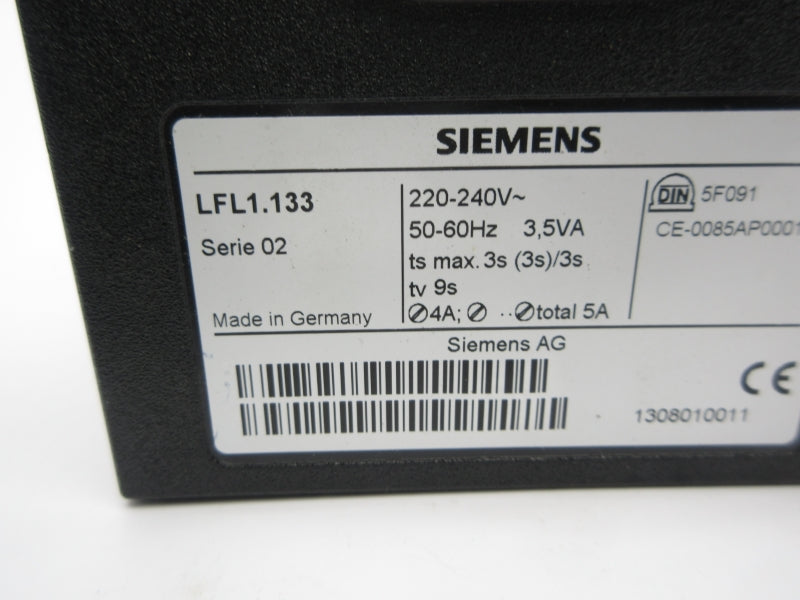 SIEMENS
LFL1.133
Serie 02
Made in Germany
220-240V~
50-60Hz 3,5VA
ts max. 3s (3s)/3s
tv 9s
4A; ·· total 5A
DIN 5F091
CE-0085AP0001
Siemens AG
CE
1308010011